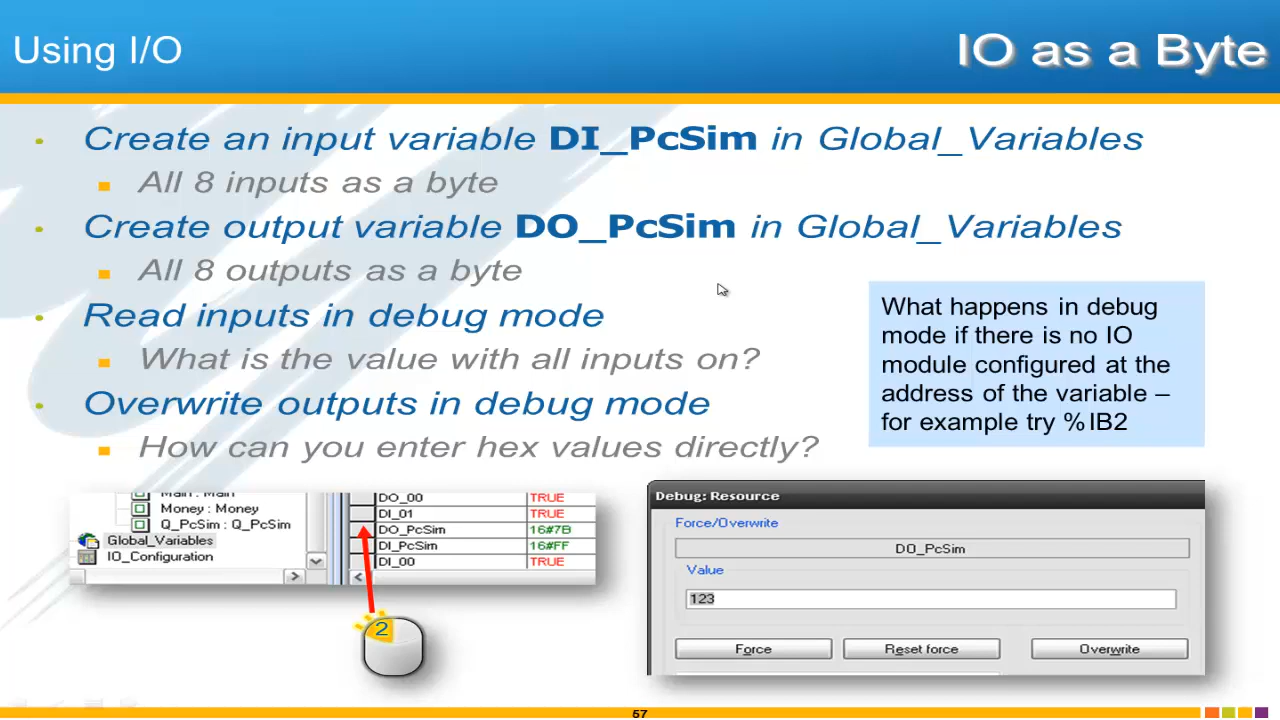 Using I/O
IO as a Byte
Create an input variable DI_PcSim in Global_Variables
All 8 inputs as a byte
Create output variable DO_PcSim in Global_Variables
All 8 outputs as a byte
Read inputs in debug mode
What is the value with all inputs on?
Overwrite outputs in debug mode
How can you enter hex values directly?
What happens in debug
mode if there is no IO
module configured at the
address of the variable –
for example try %IB2
Main : Main
Money : Money
Q_PcSim : Q_PcSim
Global_Variables
IO_Configuration
DO_00 TRUE
DI_01 TRUE
DO_PcSim 16#7B
DI_PcSim 16#FF
DI_00 TRUE
2
Debug: Resource
Force/Overwrite
DO_PcSim
Value
123
Force
Reset force
Overwrite
57